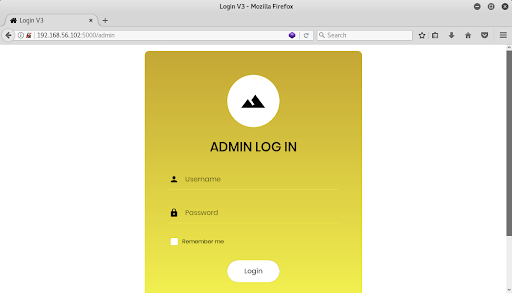 Login V3 - Mozilla Firefox
Login V3
192.168.56.102:5000/admin
Search
ADMIN LOG IN
Username
Password
Remember me
Login